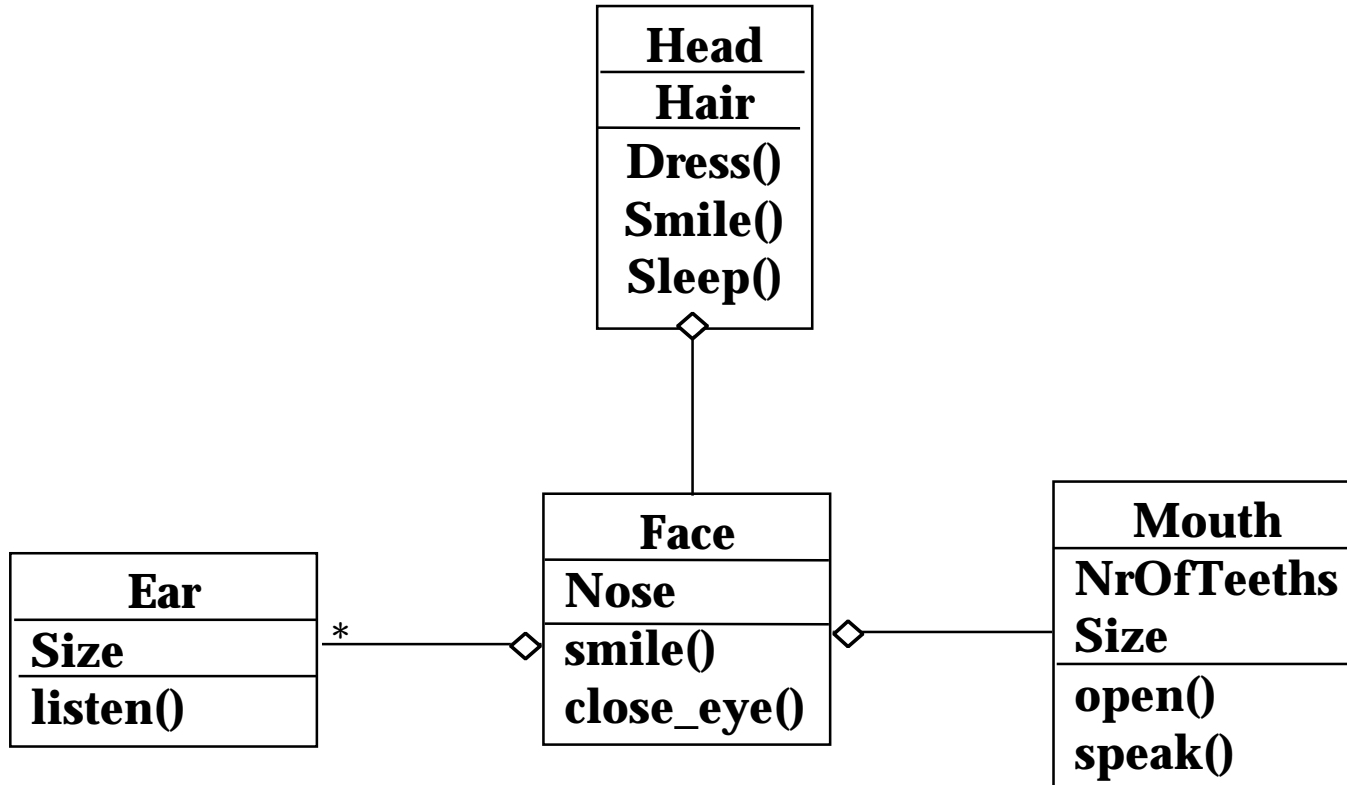 Head
Hair
Dress()
Smile()
Sleep()
Face
Nose
smile()
close_eye()
Ear
Size
listen()
*
Mouth
NrOfTeeths
Size
open()
speak()